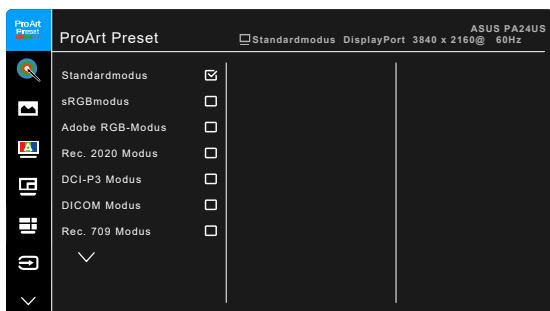 ProArt
Preset
ProArt Preset
ASUS PA24US
Standardmodus DisplayPort 3840 x 2160@ 60Hz
Standardmodus
sRGBmodus
Adobe RGB-Modus
Rec. 2020 Modus
DCI-P3 Modus
DICOM Modus
Rec. 709 Modus
A